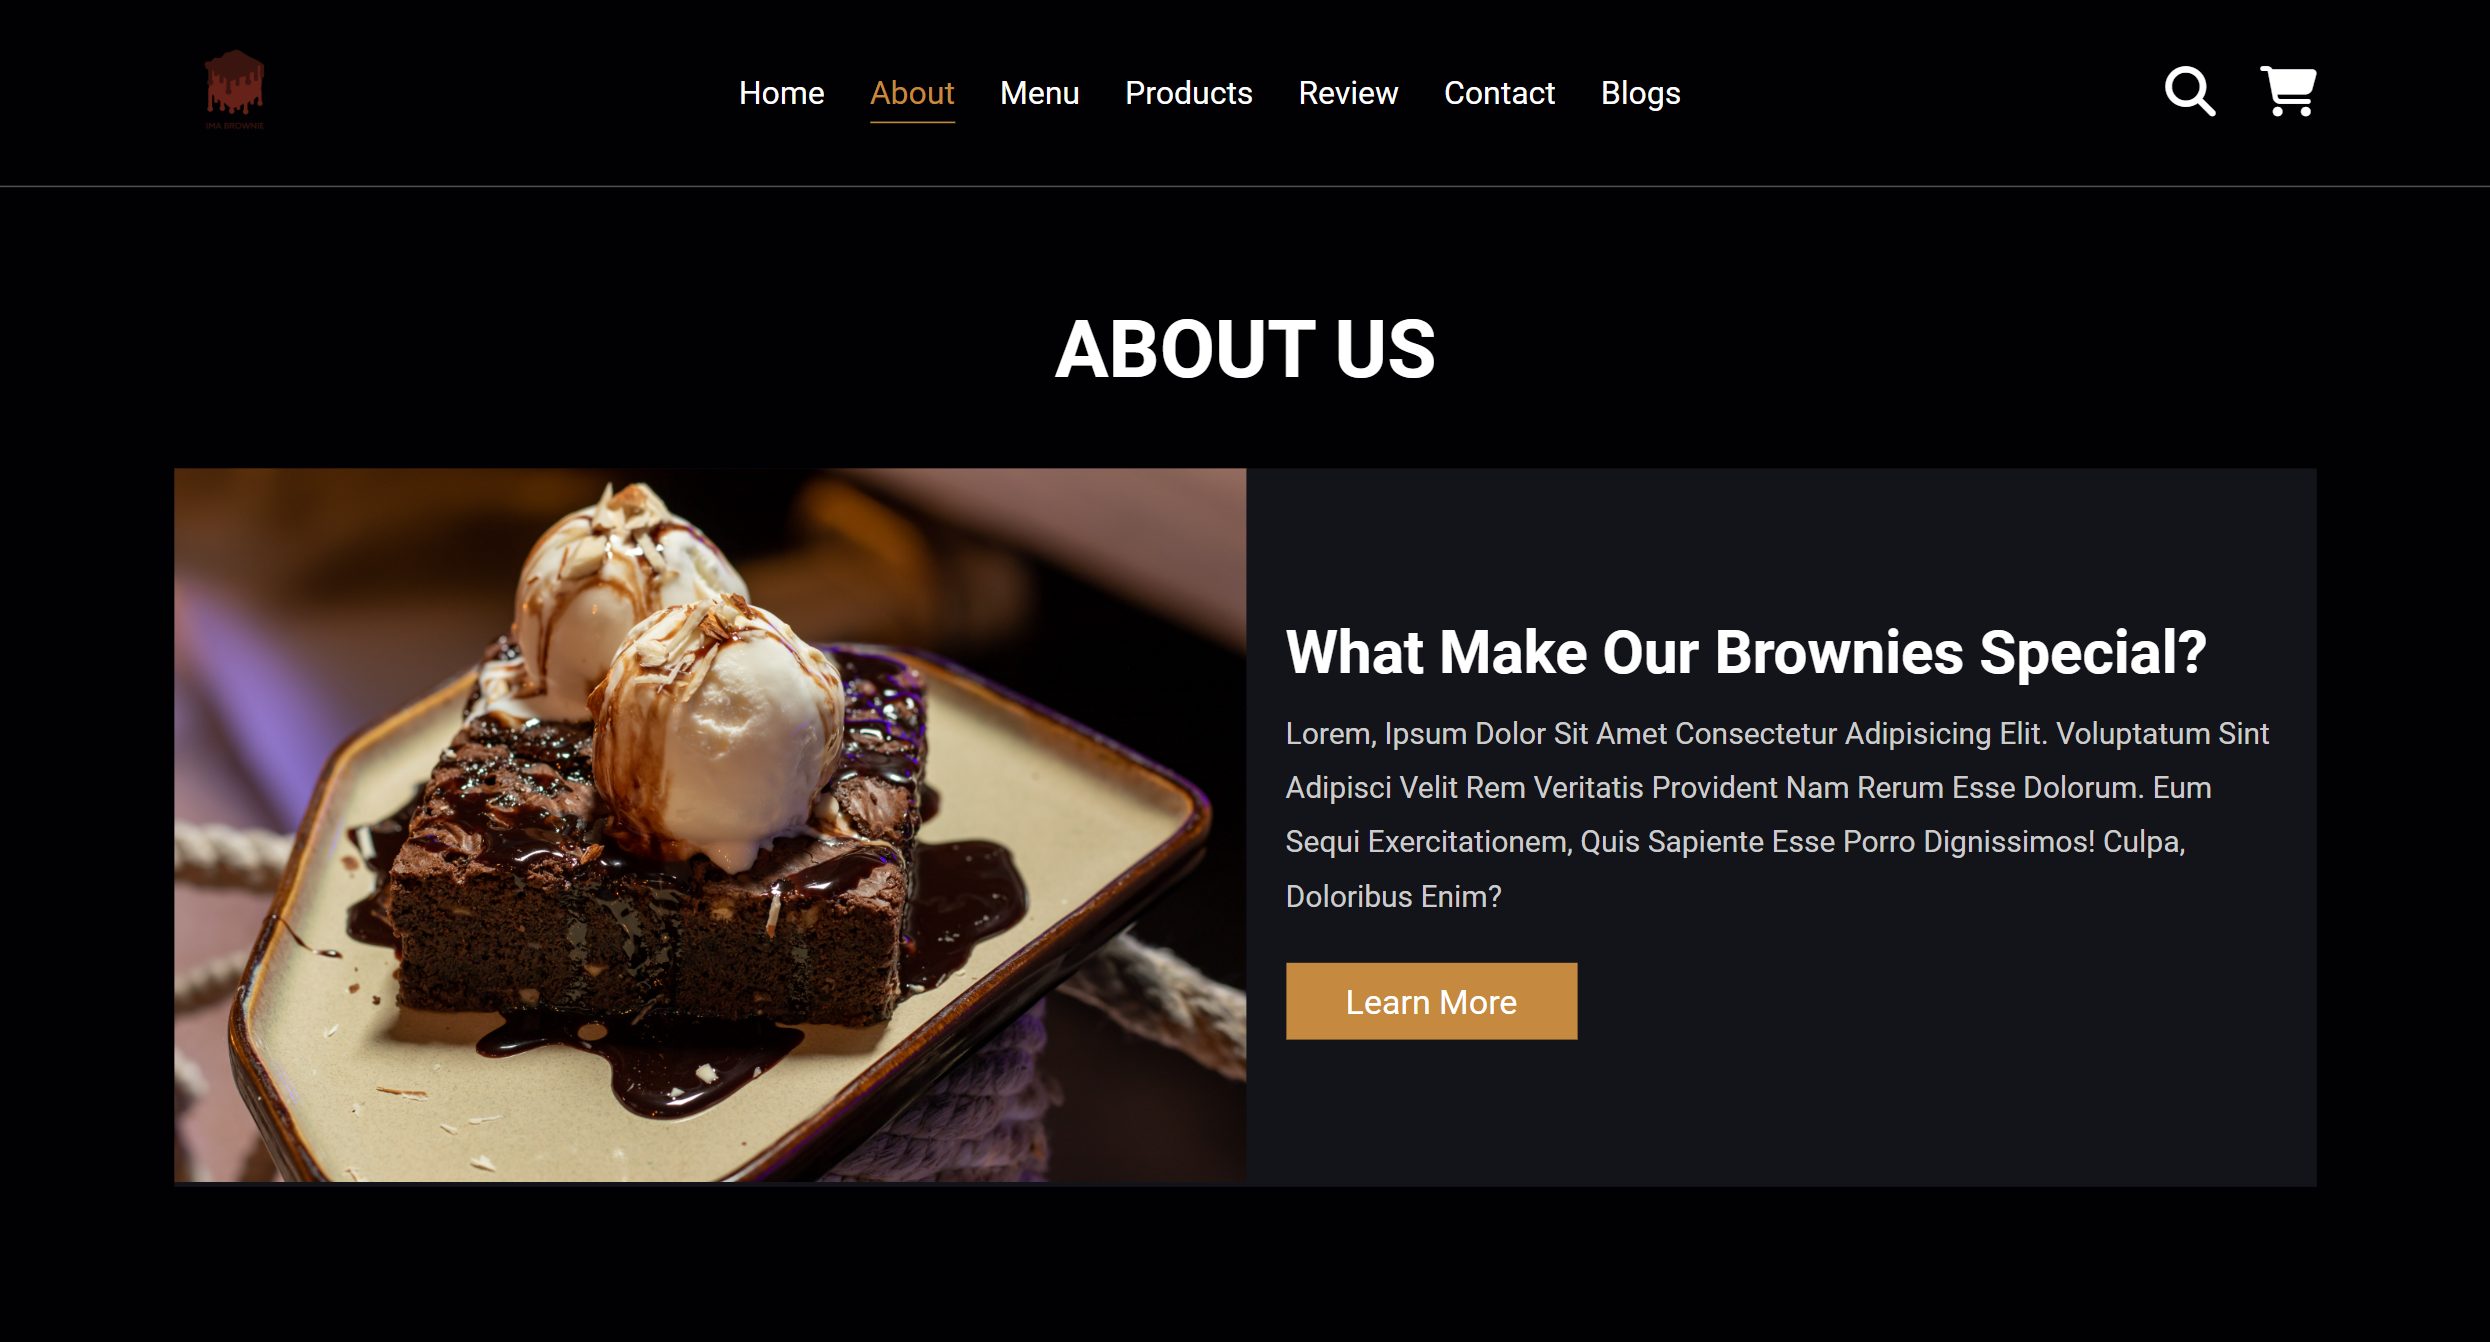 IMA BROWNIE
Home About Menu Products Review Contact Blogs
ABOUT US
What Make Our Brownies Special?
Lorem, Ipsum Dolor Sit Amet Consectetur Adipisicing Elit. Voluptatum Sint
Adipisci Velit Rem Veritatis Provident Nam Rerum Esse Dolorum. Eum
Sequi Exercitationem, Quis Sapiente Esse Porro Dignissimos! Culpa,
Doloribus Enim?
Learn More